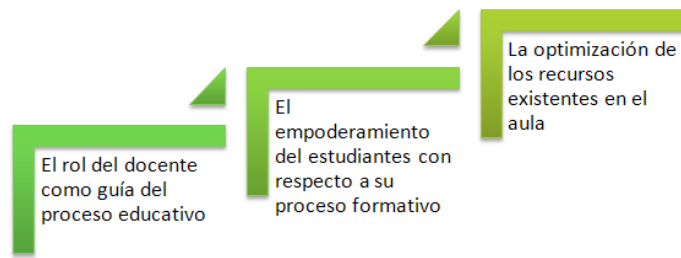 El rol del docente
como guía del
proceso educativo
El
empoderamiento
del estudiantes con
respecto a su
proceso formativo
La optimización de
los recursos
existentes en el
aula